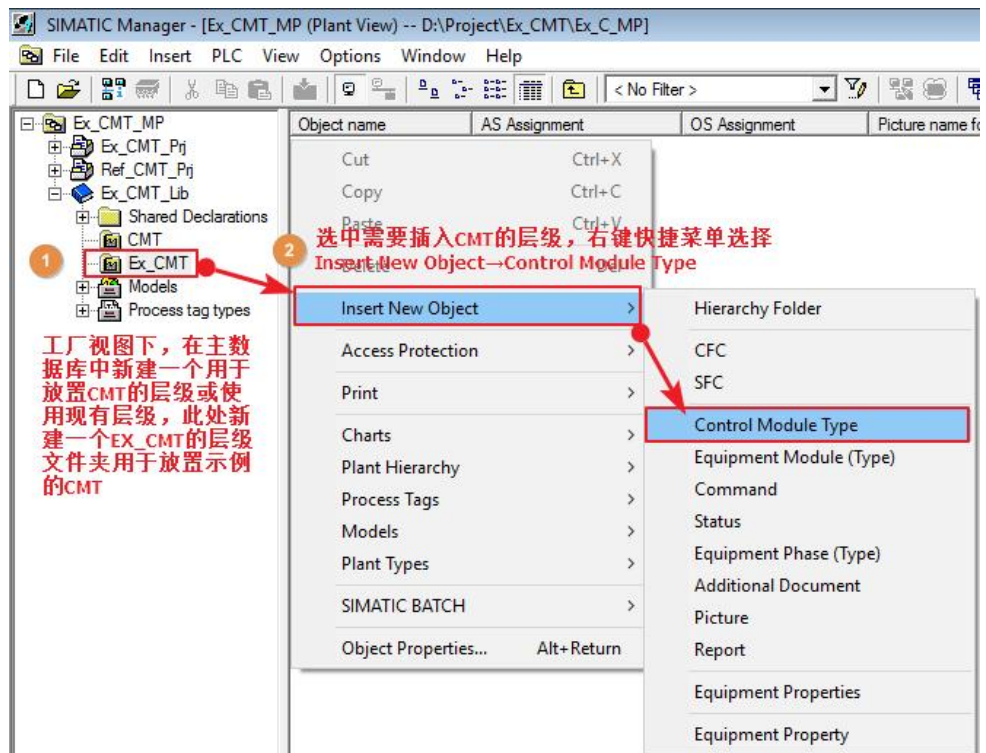 SIMATIC Manager - [Ex_CMT_MP (Plant View) -- D:\Project\Ex_CMT\Ex_C_MP]
File Edit Insert PLC View Options Window Help
< No Filter >
Ex_CMT_MP
Ex_CMT_Prj
Ref_CMT_Prj
Ex_CMT_Lib
Shared Declarations
CMT
Ex_CMT
Models
Process tag types
1
工厂视图下，在主数
据库中新建一个用于
放置CMT的层级或使
用现有层级，此处新
建一个EX_CMT的层级
文件夹用于放置示例
的CMT
Object name AS Assignment OS Assignment Picture name fo
Cut Ctrl+X
Copy Ctrl+C
Paste Ctrl+V
Delete Del
2
选中需要插入CMT的层级，右键快捷菜单选择
Insert New Object→Control Module Type
Insert New Object
Access Protection
Print
Charts
Plant Hierarchy
Process Tags
Models
Plant Types
SIMATIC BATCH
Object Properties... Alt+Return
Hierarchy Folder
CFC
SFC
Control Module Type
Equipment Module (Type)
Command
Status
Equipment Phase (Type)
Additional Document
Picture
Report
Equipment Properties
Equipment Property